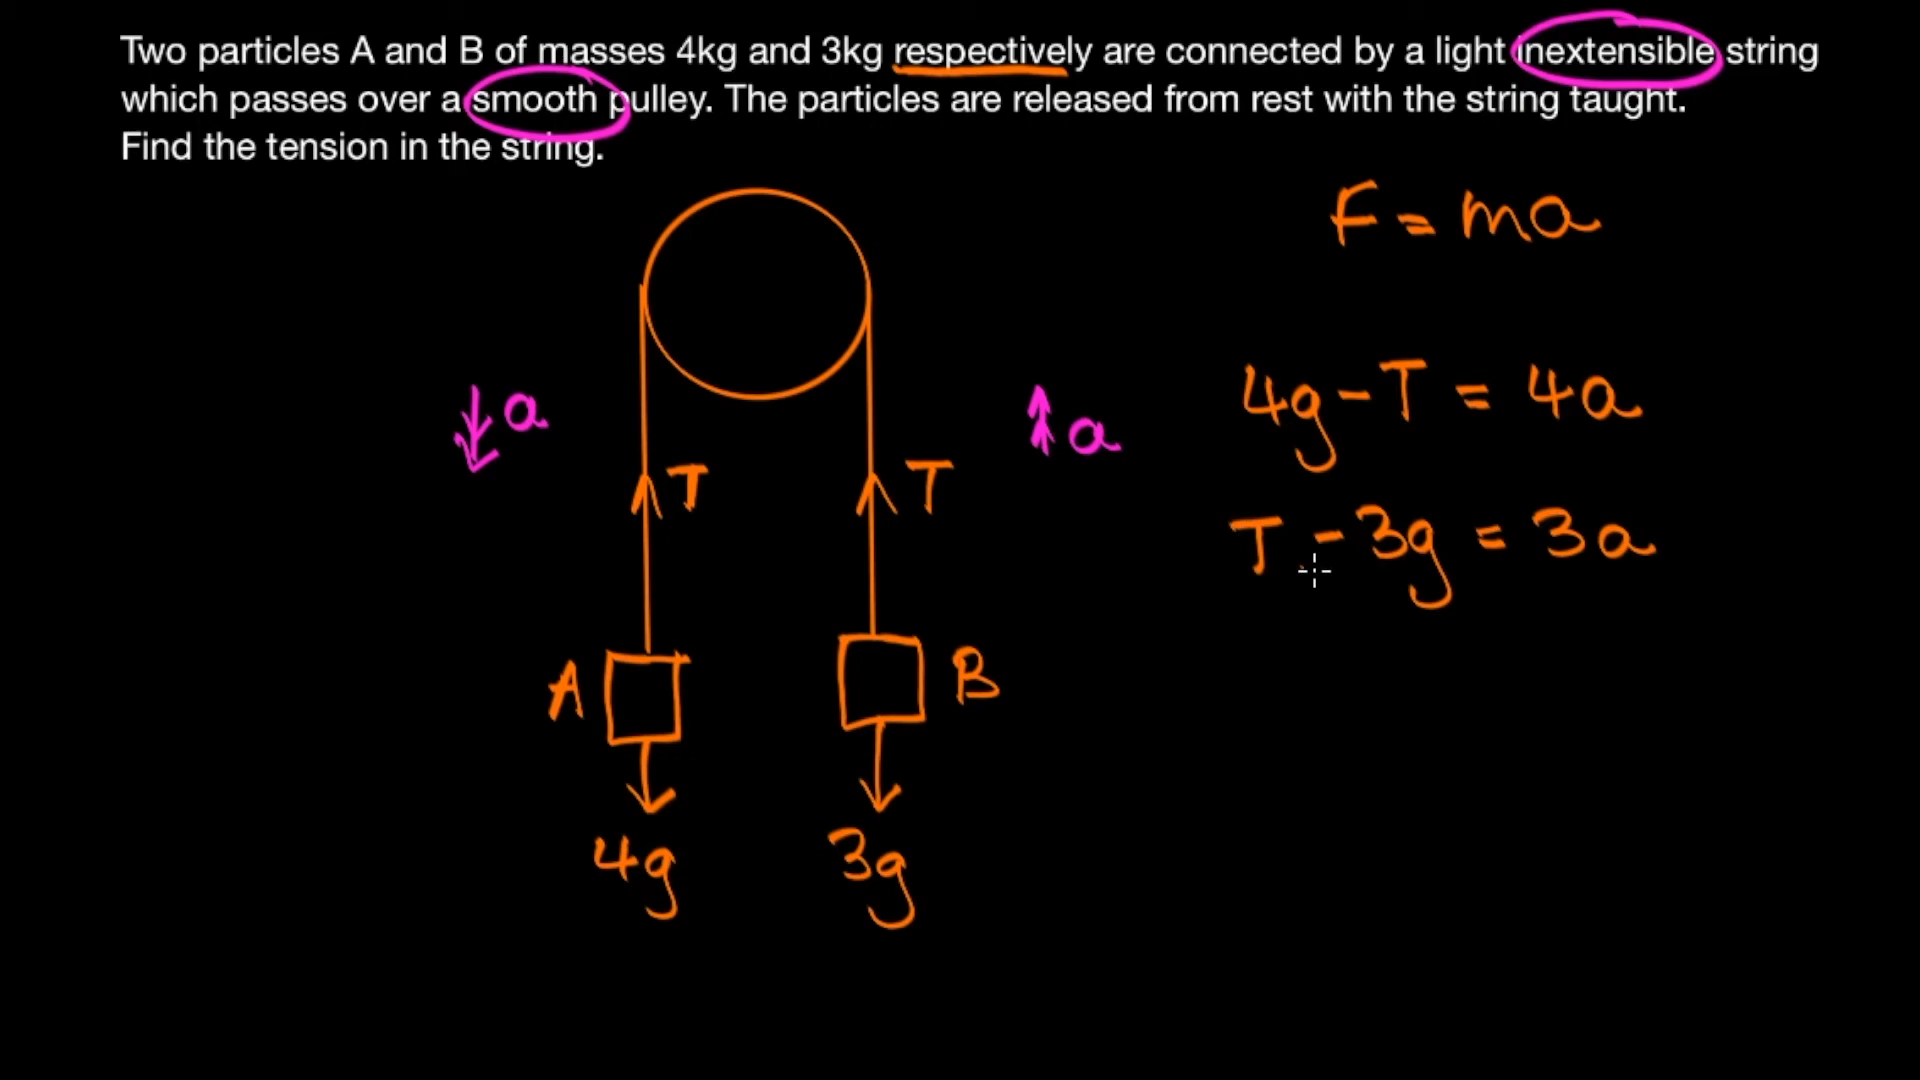 Two particles A and B of masses 4kg and 3kg respectively are connected by a light inextensible string
which passes over a smooth pulley. The particles are released from rest with the string taught.
Find the tension in the string.
F = ma
a
a
4g - T = 4a
T
T
T - 3g = 3a
A
B
4g
3g